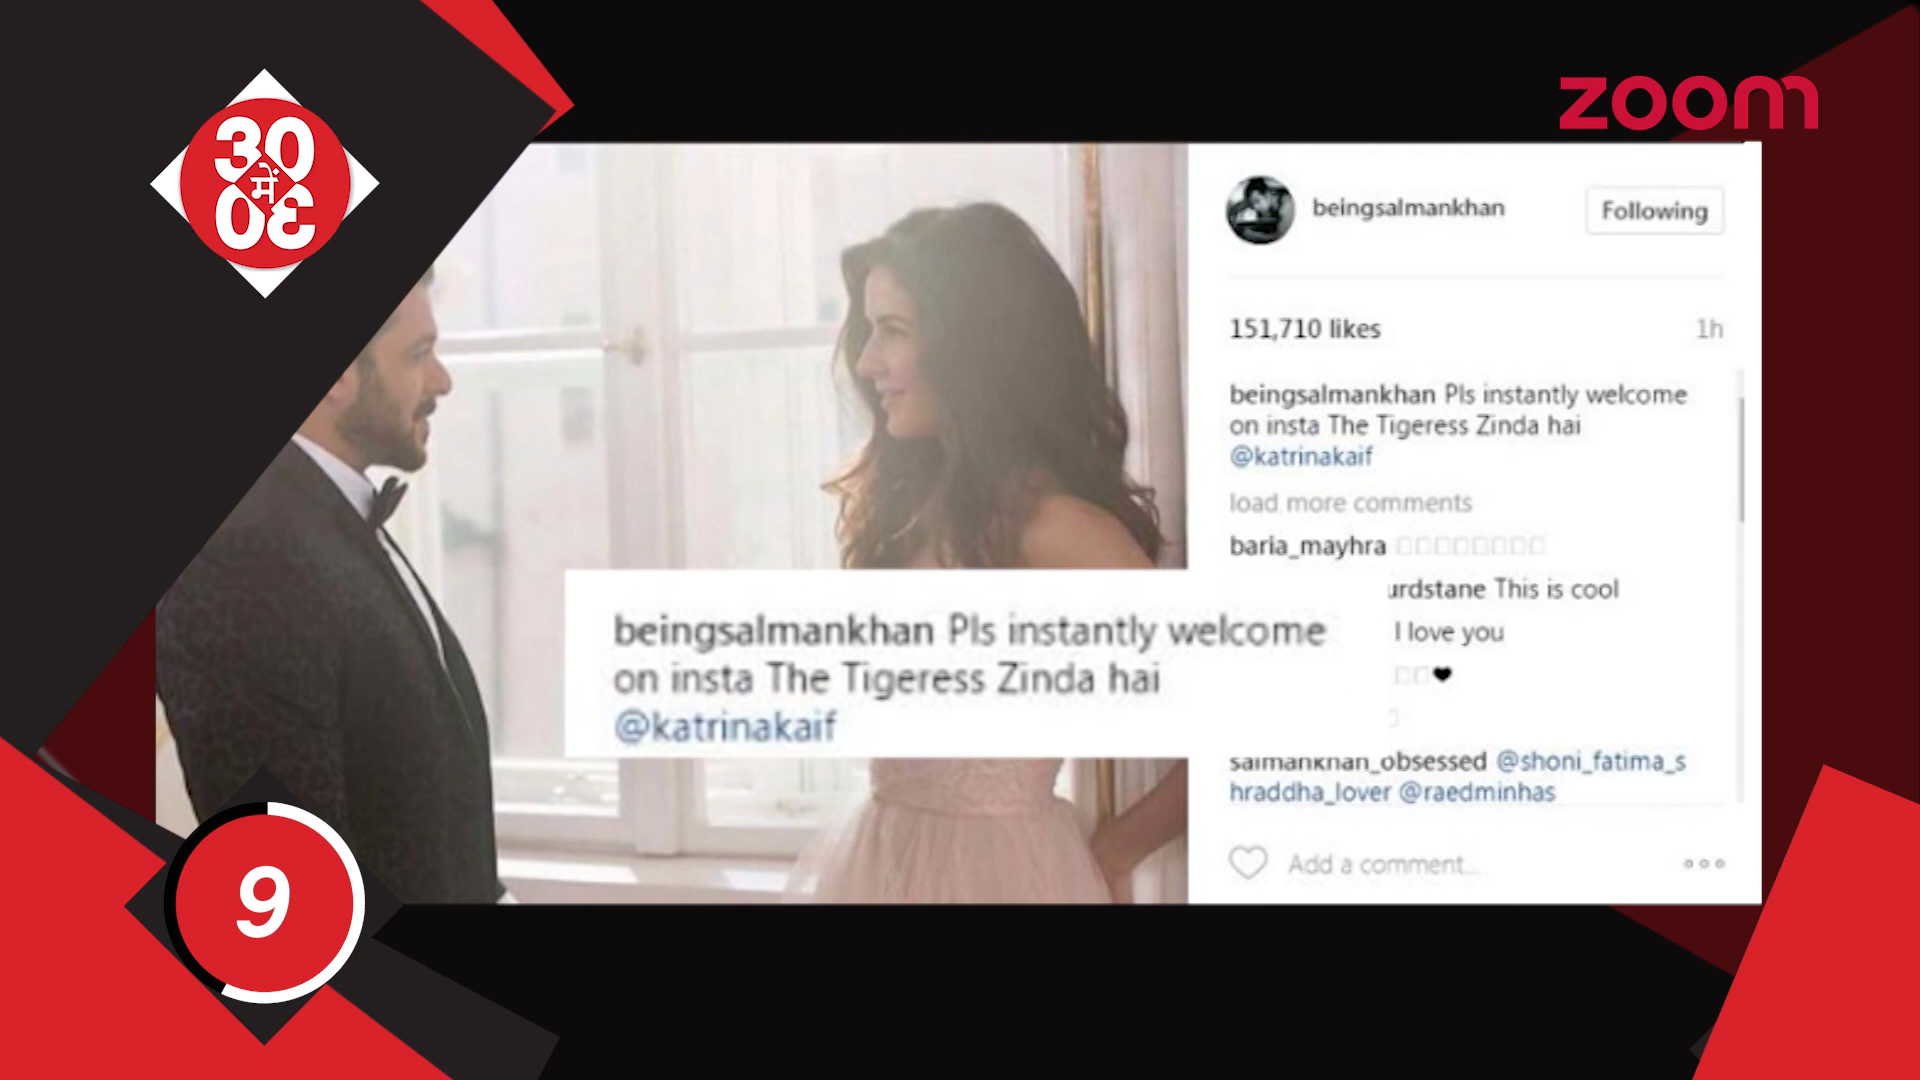 30
में
30
zoom
beingsalmankhan
Following
151,710 likes
1h
beingsalmankhan Pls instantly welcome
on insta The Tigeress Zinda hai
@katrinakaif
load more comments
baria_mayhra
urdstane This is cool
I love you
beingsalmankhan Pls instantly welcome
on insta The Tigeress Zinda hai
@katrinakaif
salmankhan_obsessed @shoni_fatima_s
hraddha_lover @raedminhas
Add a comment...
9